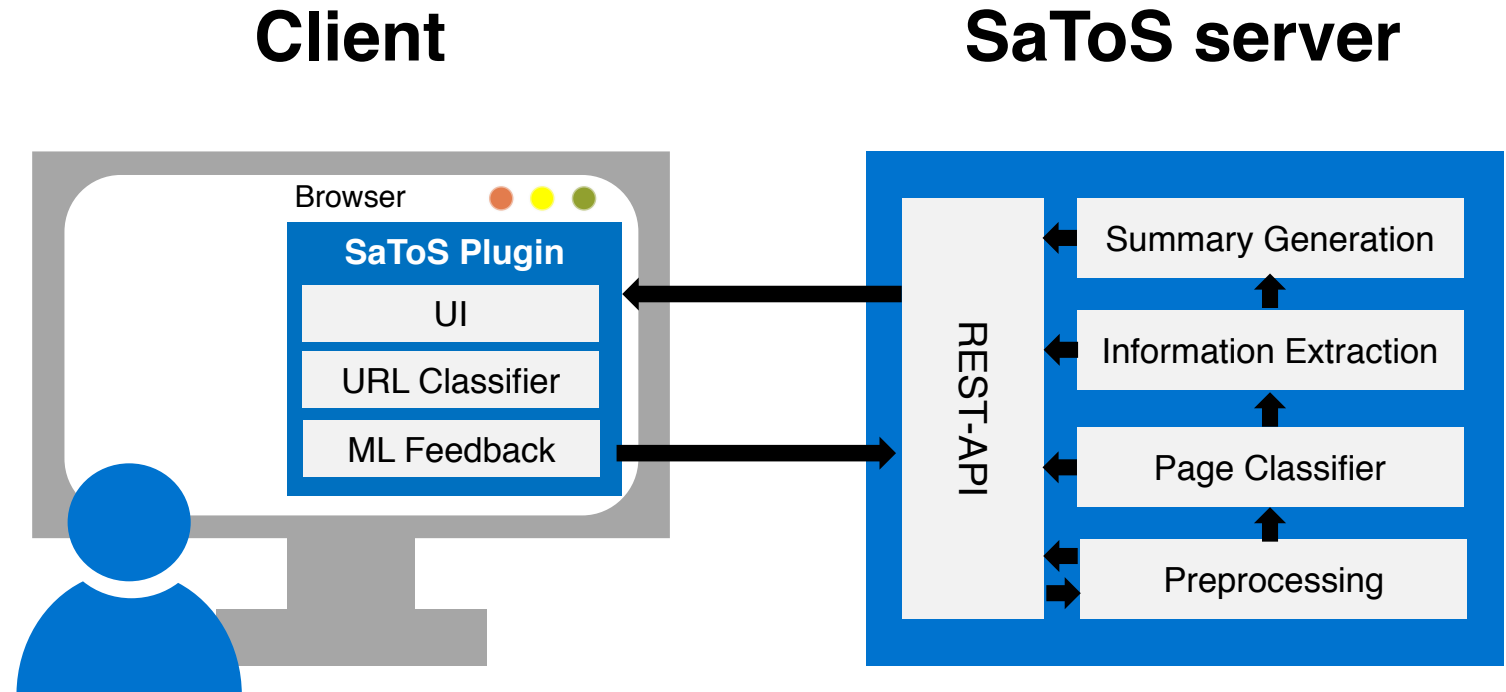 Client
SaToS server
Browser
SaToS Plugin
UI
URL Classifier
ML Feedback
REST-API
Summary Generation
Information Extraction
Page Classifier
Preprocessing